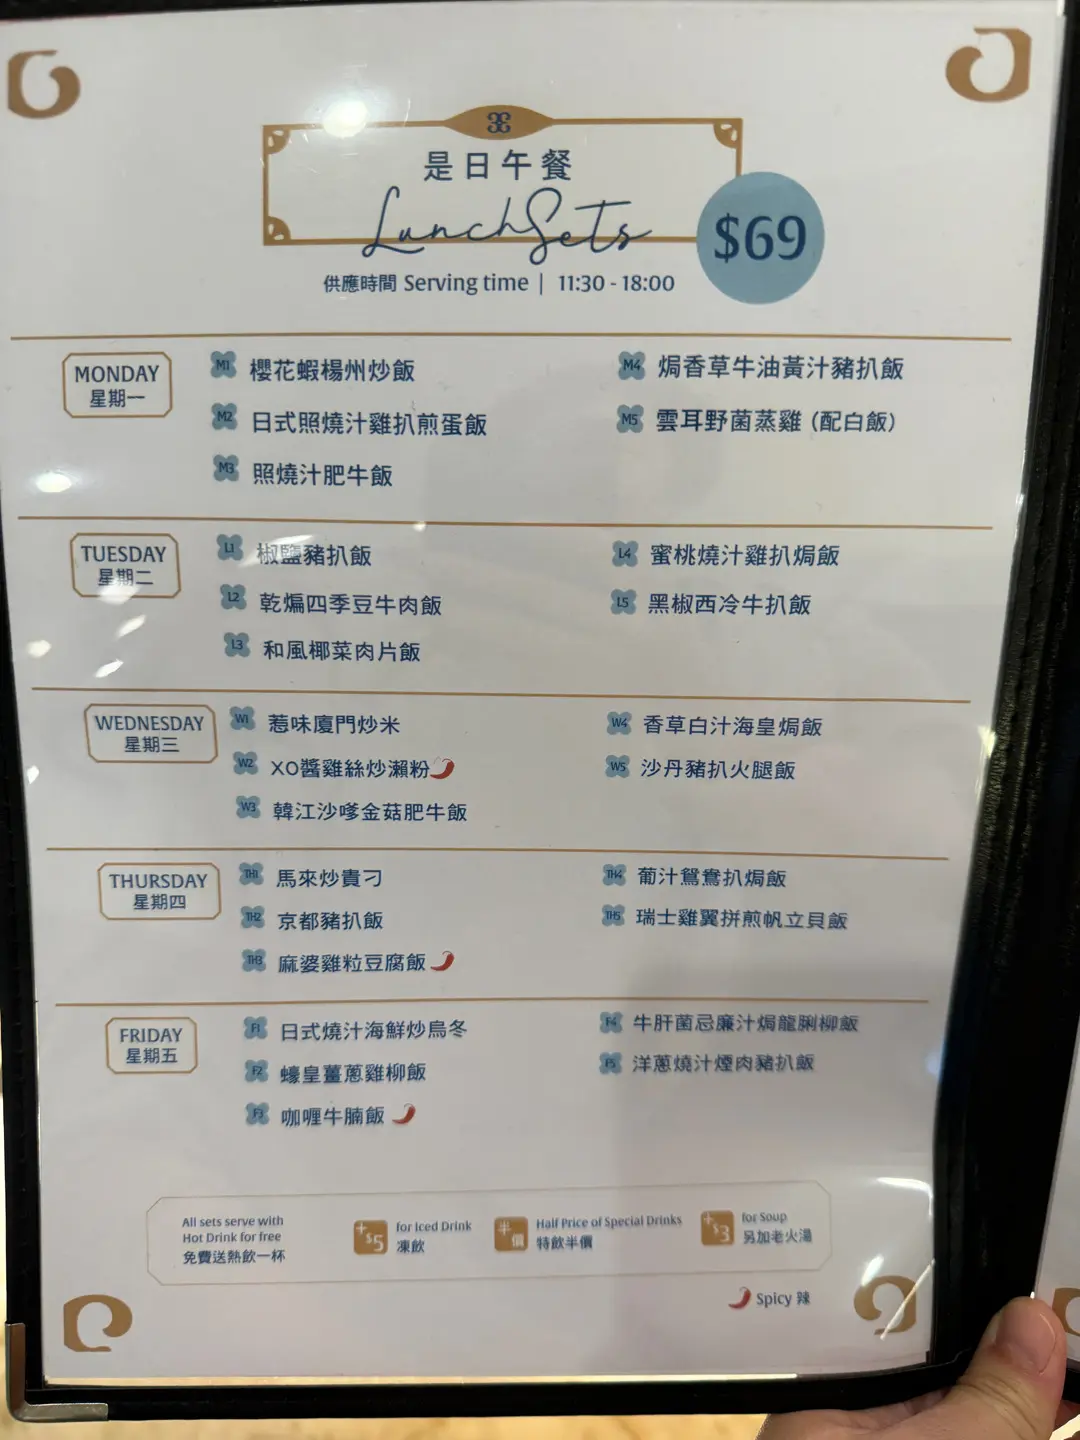 是日午餐
Lunch Sets
$69
供應時間 Serving time | 11:30 - 18:00
MONDAY
星期一
M1 櫻花蝦楊州炒飯
M2 日式照燒汁雞扒煎蛋飯
M3 照燒汁肥牛飯
M4 焗香草牛油黃汁豬扒飯
M5 雲耳野菌蒸雞 (配白飯)
TUESDAY
星期二
L1 椒鹽豬扒飯
L2 乾煸四季豆牛肉飯
L3 和風椰菜肉片飯
L4 蜜桃燒汁雞扒焗飯
L5 黑椒西冷牛扒飯
WEDNESDAY
星期三
W1 惹味廈門炒米
W2 XO醬雞絲炒瀨粉
W3 韓江沙嗲金菇肥牛飯
W4 香草白汁海皇焗飯
W5 沙丹豬扒火腿飯
THURSDAY
星期四
TH1 馬來炒貴刁
TH2 京都豬扒飯
TH3 麻婆雞粒豆腐飯
TH4 葡汁鴛鴦扒焗飯
TH5 瑞士雞翼拼煎帆立貝飯
FRIDAY
星期五
F1 日式燒汁海鮮炒烏冬
F2 蠔皇薑蔥雞柳飯
F3 咖喱牛腩飯
F4 牛肝菌忌廉汁焗龍脷柳飯
F5 洋蔥燒汁煙肉豬扒飯
All sets serve with
Hot Drink for free
免費送熱飲一杯
+$5 for Iced Drink
凍飲
半價 Half Price of Special Drinks
特飲半價
+$3 for Soup
另加老火湯
Spicy 辣